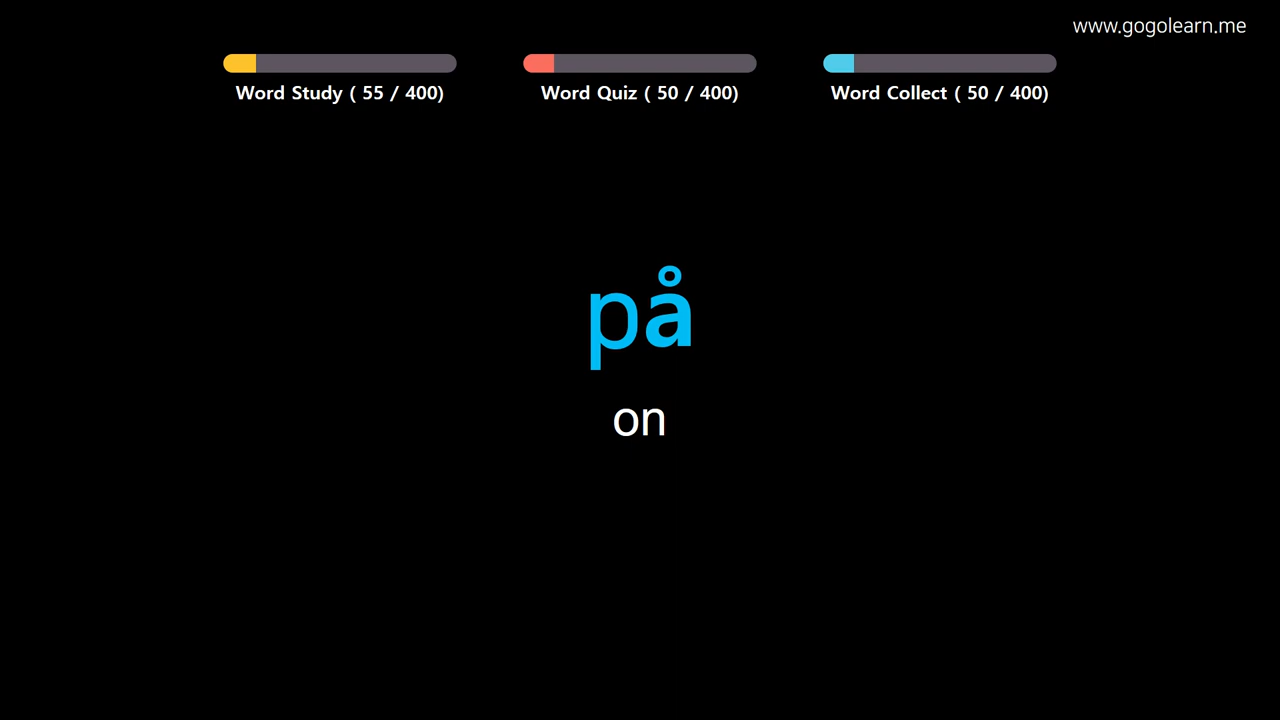 www.gogolearn.me
Word Study ( 55 / 400)
Word Quiz ( 50 / 400)
Word Collect ( 50 / 400)
på
on